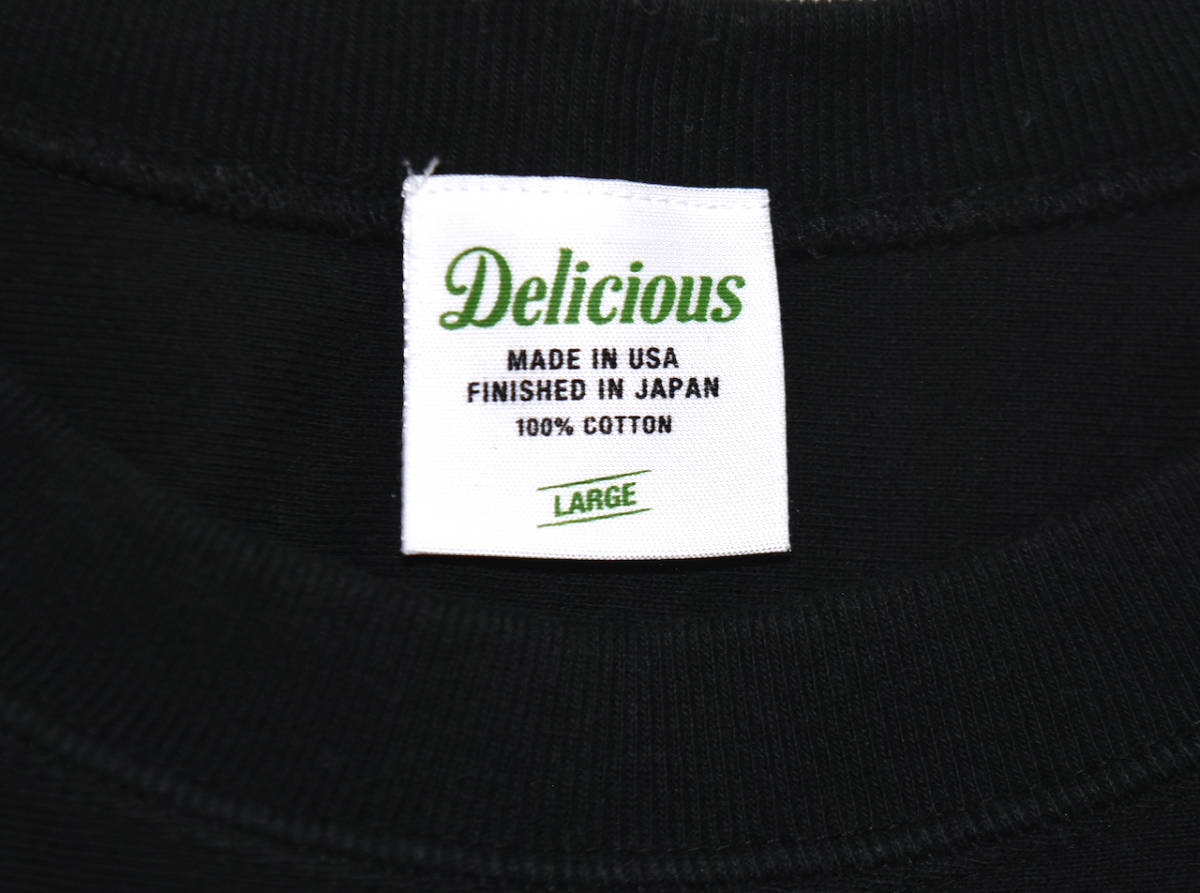 Delicious
MADE IN USA
FINISHED IN JAPAN
100% COTTON
LARGE